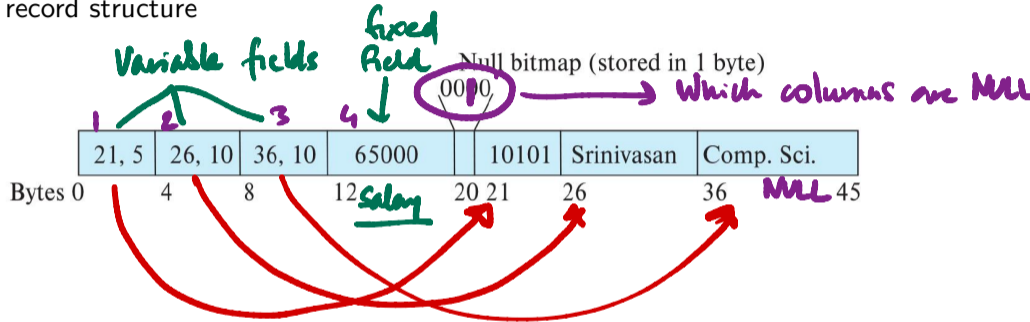 record structure
Variable fields
fixed field
Null bitmap (stored in 1 byte)
0010
Which columns are NULL
1 2 3 4
21, 5 26, 10 36, 10 65000 10101 Srinivasan Comp. Sci.
Bytes 0 4 8 12 20 21 26 36 45
Salary NULL